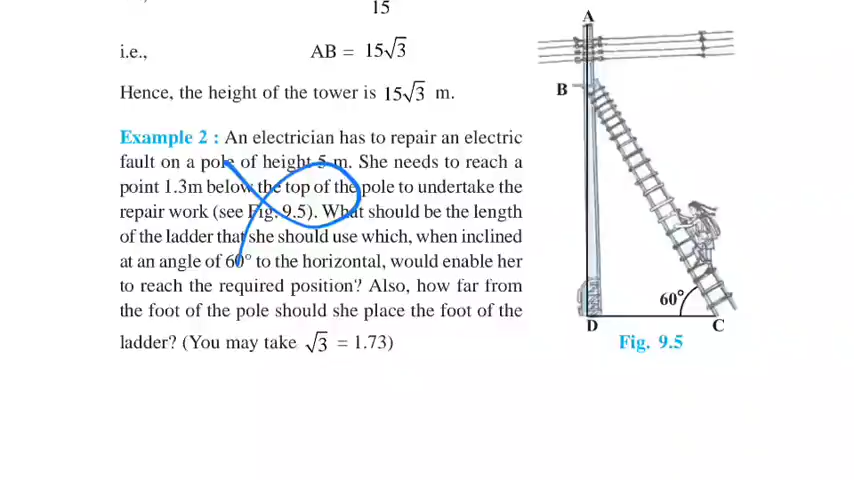 15
i.e., AB = 15√3
Hence, the height of the tower is 15√3 m.
Example 2 : An electrician has to repair an electric
fault on a pole of height 5 m. She needs to reach a
point 1.3m below the top of the pole to undertake the
repair work (see Fig. 9.5). What should be the length
of the ladder that she should use which, when inclined
at an angle of 60° to the horizontal, would enable her
to reach the required position? Also, how far from
the foot of the pole should she place the foot of the
ladder? (You may take √3 = 1.73)
A
B
60°
D C
Fig. 9.5